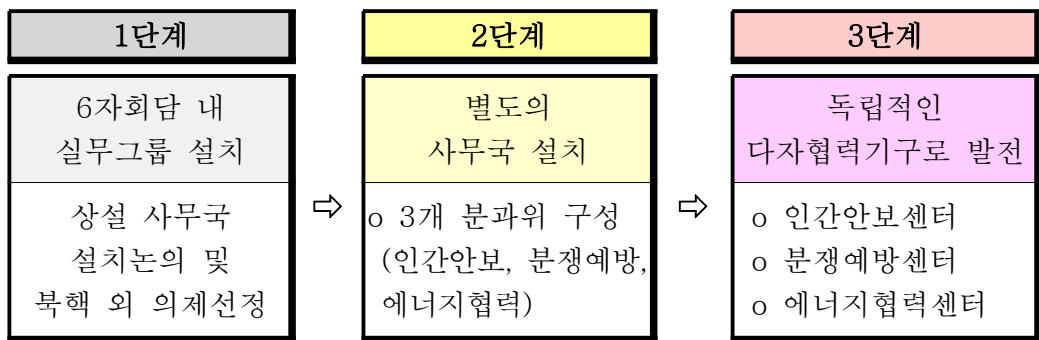 1단계
6자회담 내
실무그룹 설치
상설 사무국
설치논의 및
북핵 외 의제선정
⇨
2단계
별도의
사무국 설치
o 3개 분과위 구성
(인간안보, 분쟁예방,
에너지협력)
⇨
3단계
독립적인
다자협력기구로 발전
o 인간안보센터
o 분쟁예방센터
o 에너지협력센터